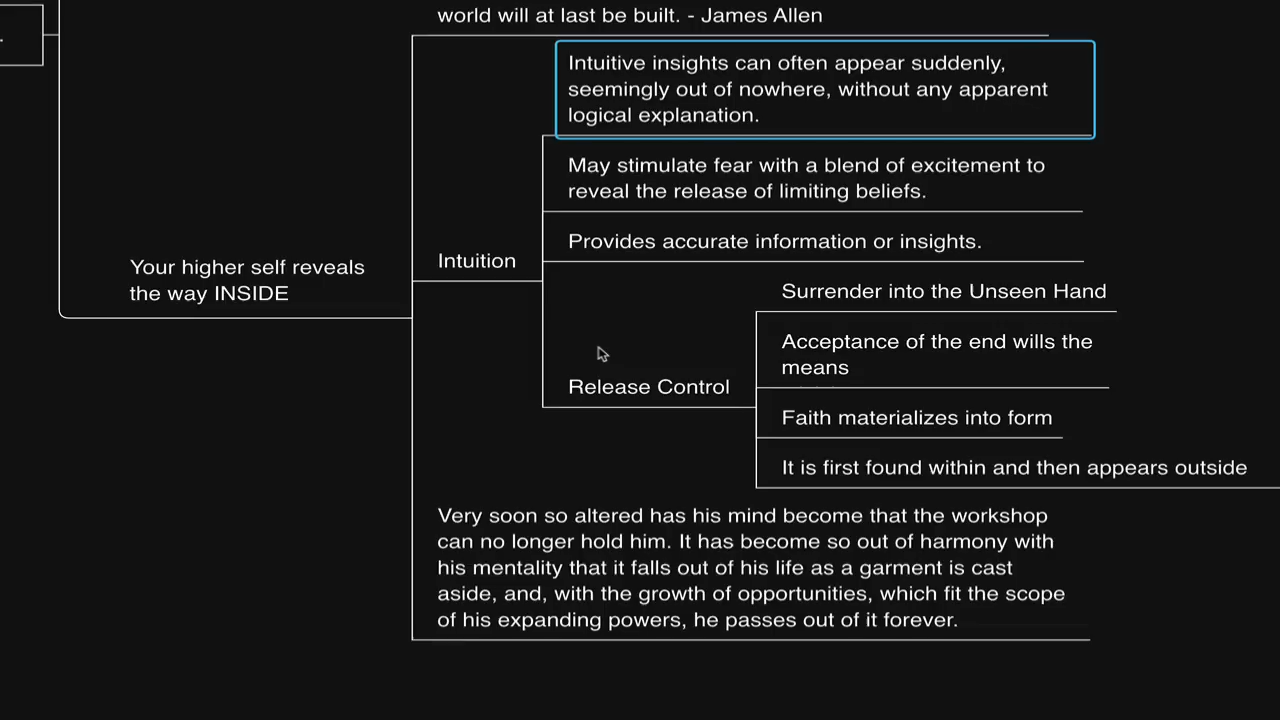 world will at last be built. - James Allen
Intuitive insights can often appear suddenly,
seemingly out of nowhere, without any apparent
logical explanation.
May stimulate fear with a blend of excitement to
reveal the release of limiting beliefs.
Provides accurate information or insights.
Intuition
Your higher self reveals
the way INSIDE
Surrender into the Unseen Hand
Acceptance of the end wills the
means
Release Control
Faith materializes into form
It is first found within and then appears outside
Very soon so altered has his mind become that the workshop
can no longer hold him. It has become so out of harmony with
his mentality that it falls out of his life as a garment is cast
aside, and, with the growth of opportunities, which fit the scope
of his expanding powers, he passes out of it forever.